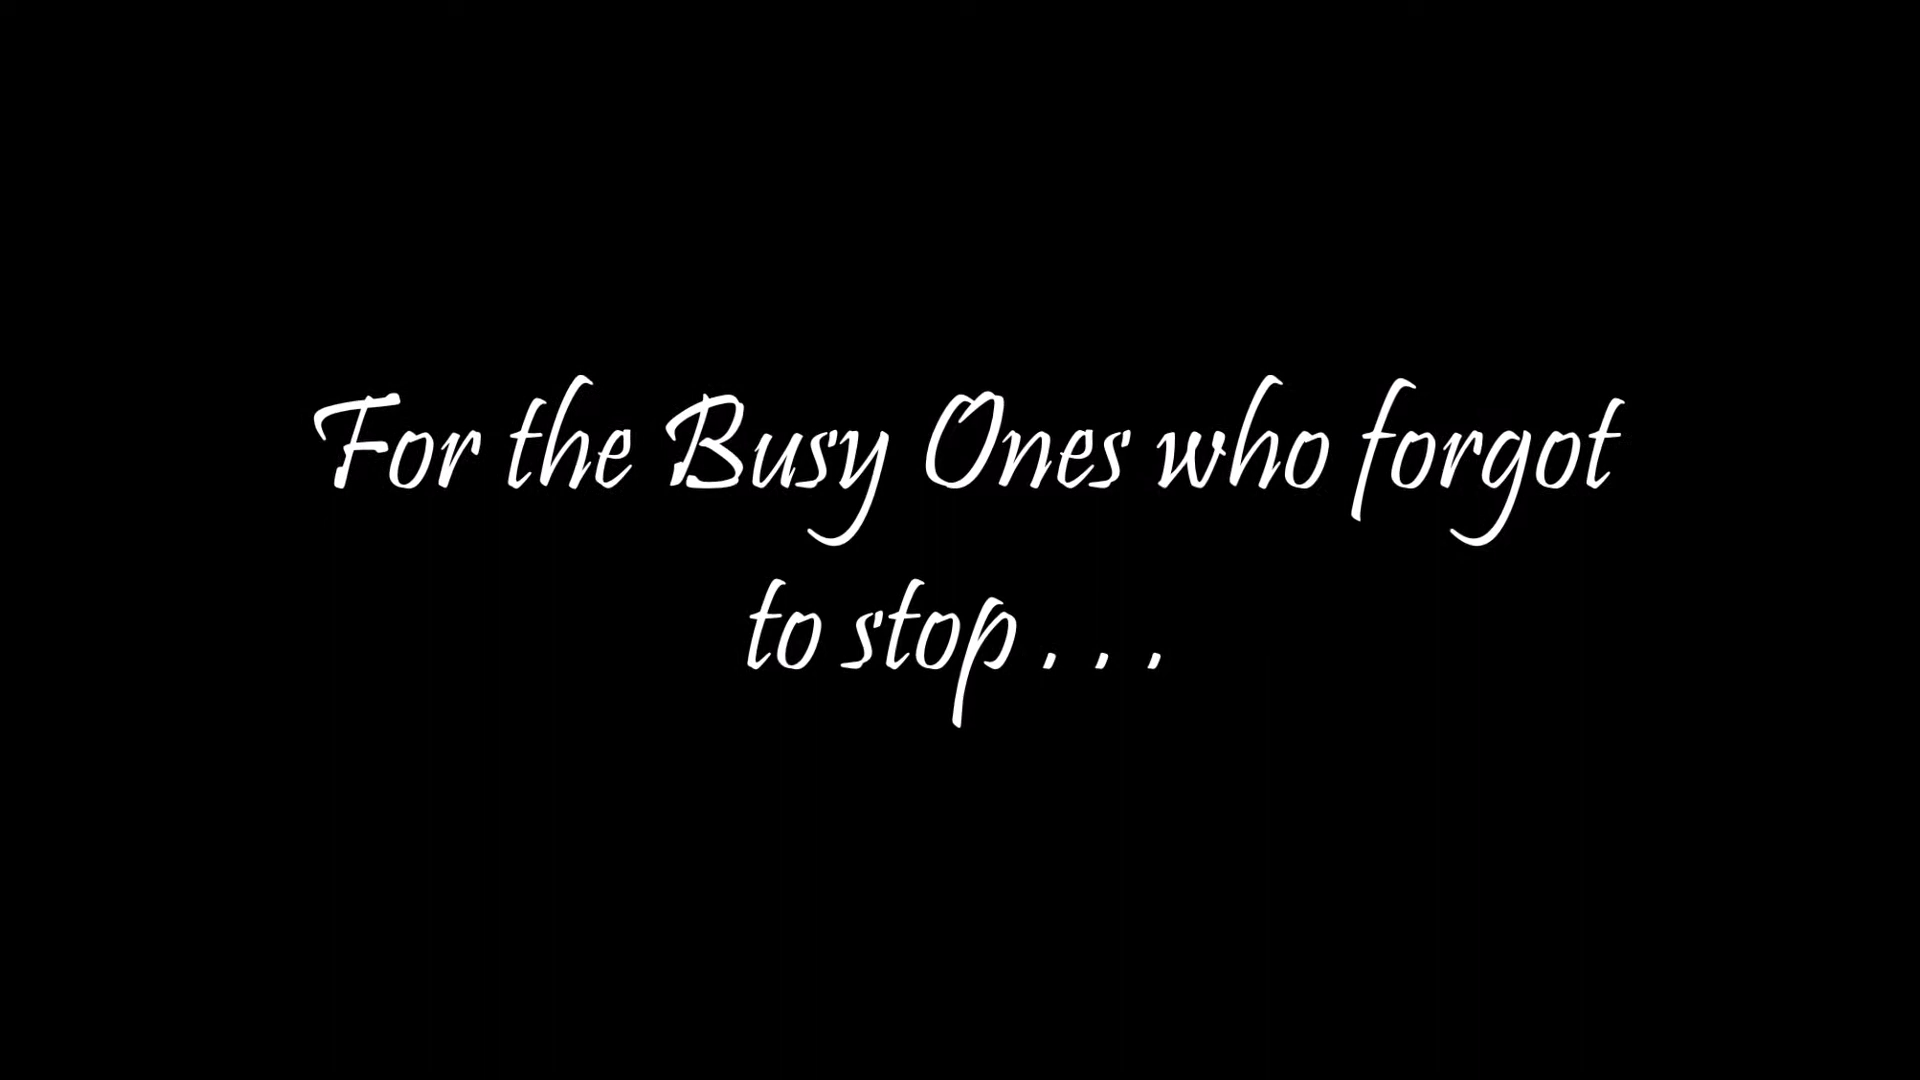 For the Busy Ones who forgot
to stop . . .